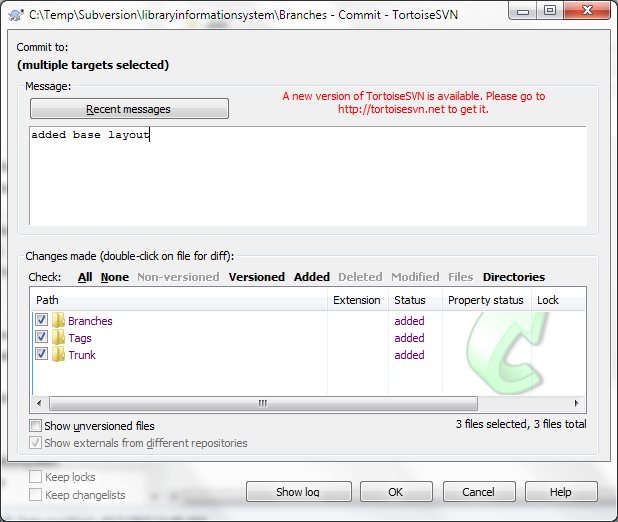 C:\Temp\Subversion\libraryinformationsystem\Branches - Commit - TortoiseSVN
Commit to:
(multiple targets selected)
Message:
Recent messages
A new version of TortoiseSVN is available. Please go to
http://tortoisesvn.net to get it.
added base layout
Changes made (double-click on file for diff):
Check: All None Non-versioned Versioned Added Deleted Modified Files Directories
Path Extension Status Property status Lock
Branches added
Tags added
Trunk added
Show unversioned files
3 files selected, 3 files total
Show externals from different repositories
Keep locks
Keep changelists
Show log OK Cancel Help